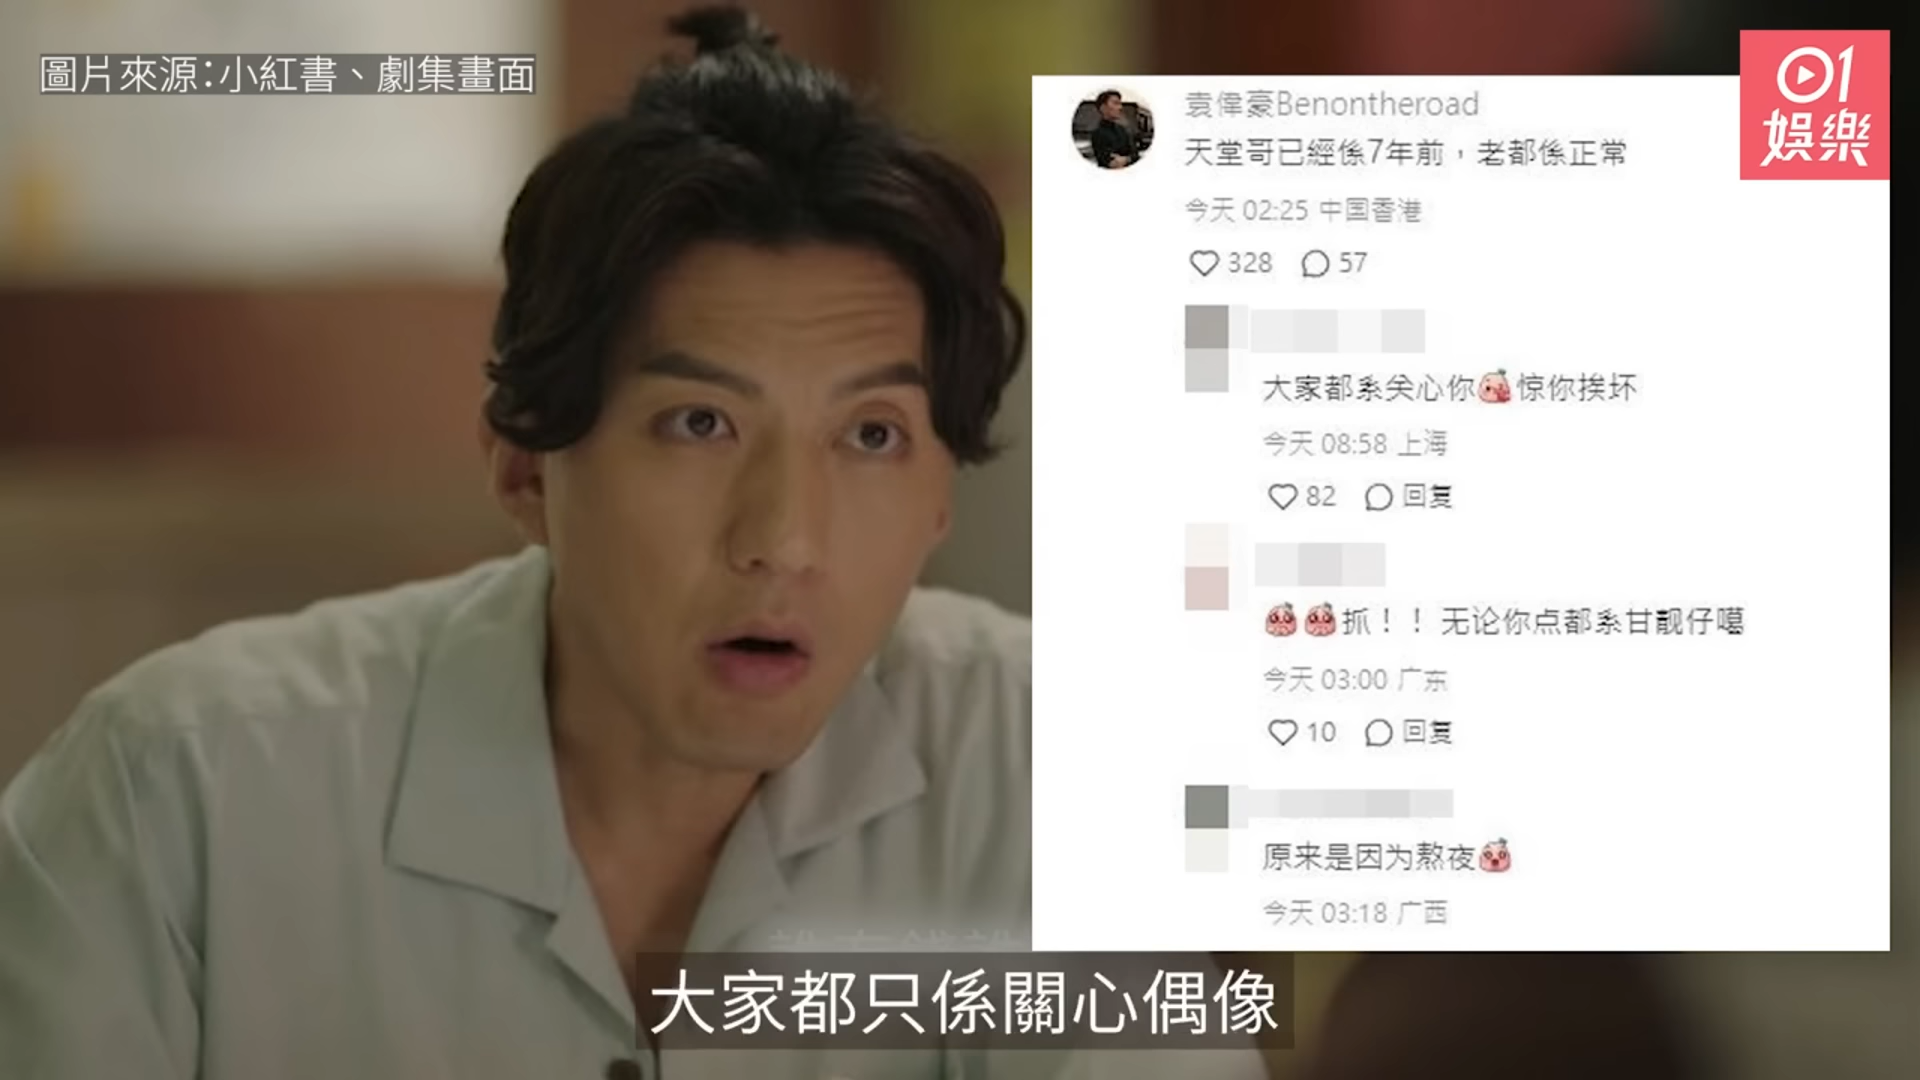 圖片來源:小紅書、劇集畫面
01
娛樂
袁偉豪Benontheroad
天堂哥已經係7年前，老都係正常
今天 02:25 中国香港
328 57
大家都系关心你惊你挨坏
今天 08:58 上海
82 回复
抓！！无论你点都系甘靓仔噶
今天 03:00 广东
10 回复
原来是因为熬夜
今天 03:18 广西
大家都只係關心偶像